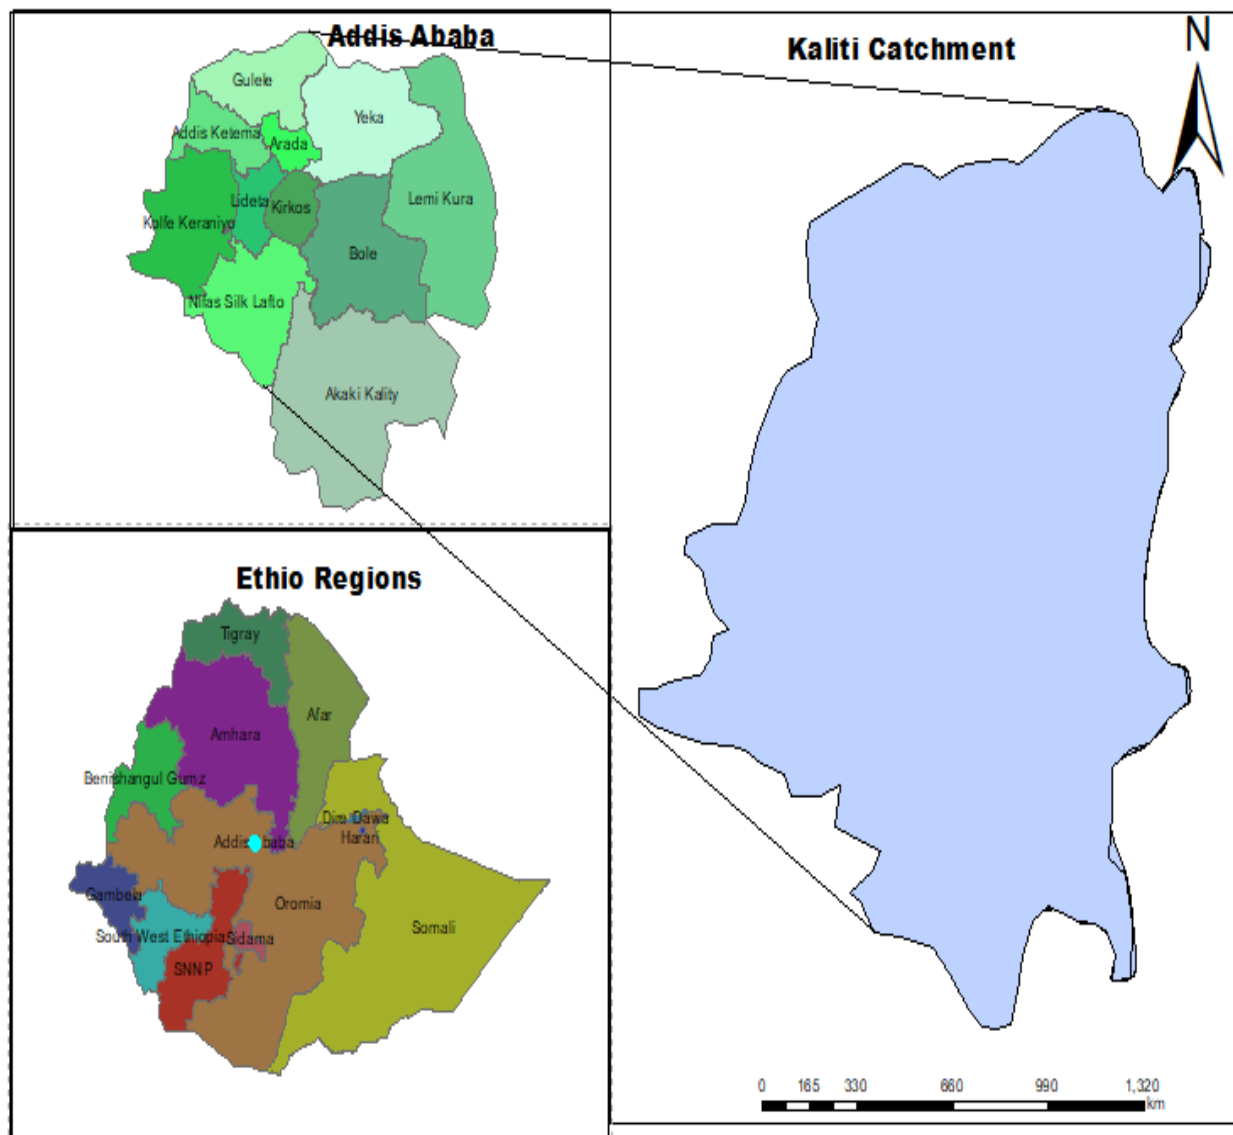 Addis Ababa
Gulele
Yeka
Addis Ketema
Arada
Lideta
Kirkos
Lemi Kura
Kolfe Keraniyo
Bole
Nifas Silk Lafto
Akaki Kality
Kaliti Catchment
N
Ethio Regions
Tigray
Afar
Amhara
Benishangul Gumz
Dire Dawa
Harari
Addis Ababa
Gambela
Oromia
Somali
South West Ethiopia
Sidama
SNNP
0 165 330 660 990 1,320
km